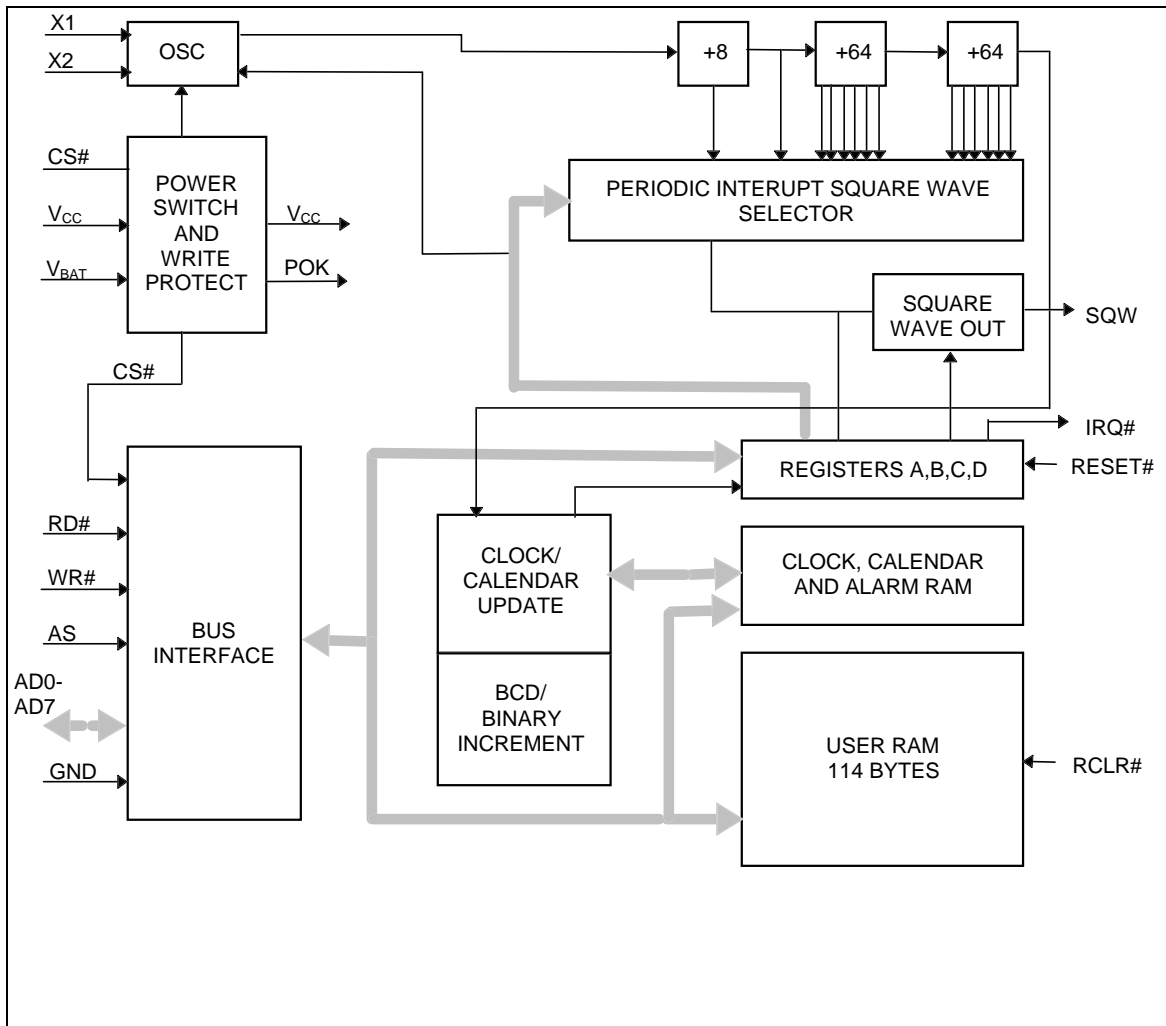 X1
X2
OSC
+8
+64
+64
CS#
VCC
VBAT
POWER
SWITCH
AND
WRITE
PROTECT
VCC
POK
PERIODIC INTERUPT SQUARE WAVE
SELECTOR
SQUARE
WAVE OUT
SQW
CS#
IRQ#
REGISTERS A,B,C,D
RESET#
RD#
WR#
AS
AD0-
AD7
GND
BUS
INTERFACE
CLOCK/
CALENDAR
UPDATE
CLOCK, CALENDAR
AND ALARM RAM
BCD/
BINARY
INCREMENT
USER RAM
114 BYTES
RCLR#